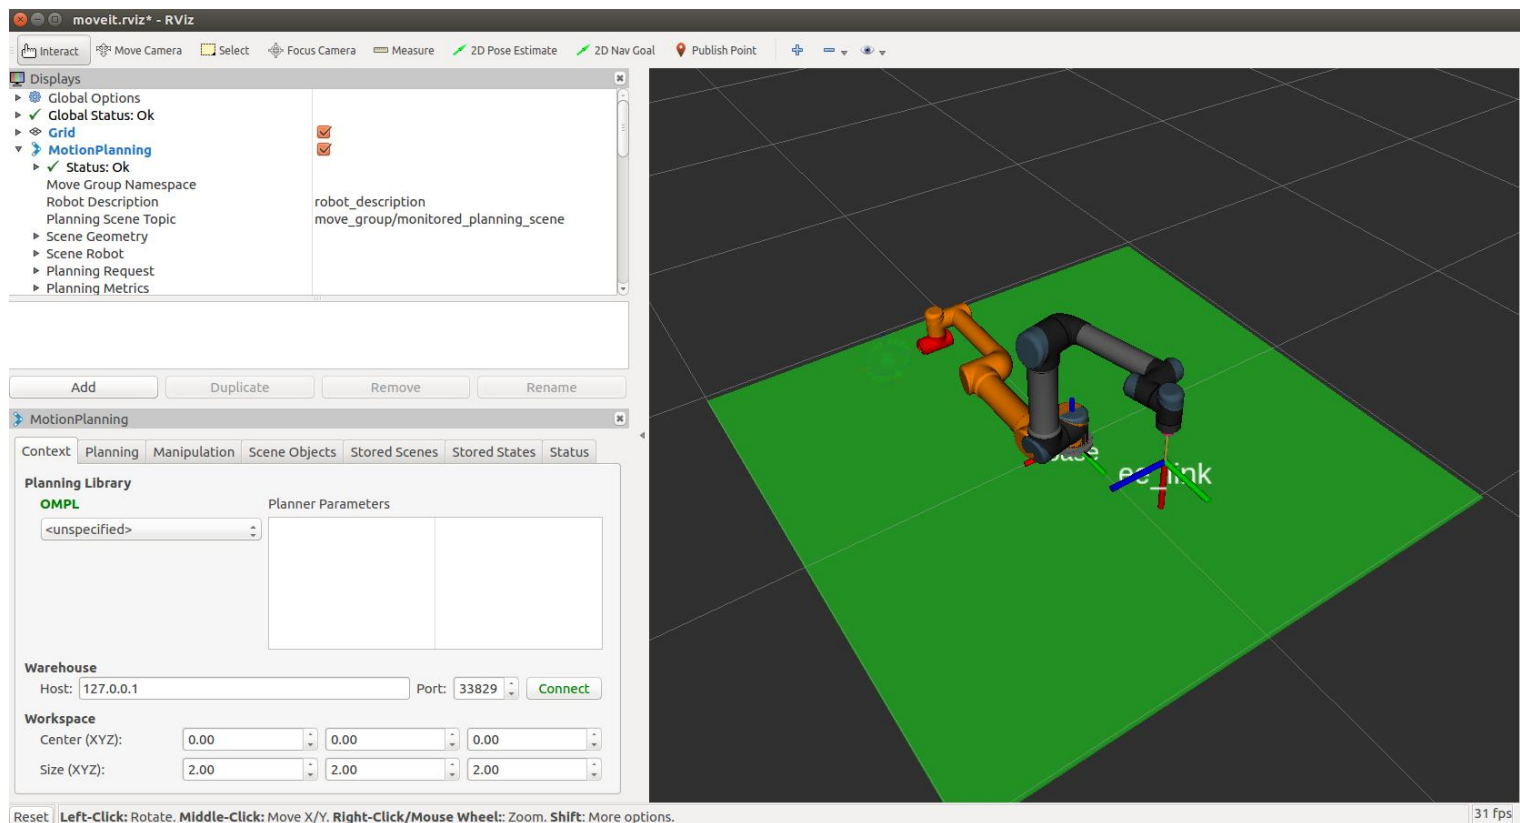 moveit.rviz* - RViz
Interact Move Camera Select Focus Camera Measure 2D Pose Estimate 2D Nav Goal Publish Point
Displays
Global Options
Global Status: Ok
Grid
MotionPlanning
Status: Ok
Move Group Namespace
Robot Description robot_description
Planning Scene Topic move_group/monitored_planning_scene
Scene Geometry
Scene Robot
Planning Request
Planning Metrics
Add Duplicate Remove Rename
MotionPlanning
Context Planning Manipulation Scene Objects Stored Scenes Stored States Status
Planning Library
OMPL Planner Parameters
<unspecified>
Warehouse
Host: 127.0.0.1 Port: 33829 Connect
Workspace
Center (XYZ): 0.00 0.00 0.00
Size (XYZ): 2.00 2.00 2.00
base
ee_link
Reset Left-Click: Rotate. Middle-Click: Move X/Y. Right-Click/Mouse Wheel:: Zoom. Shift: More options. 31 fps